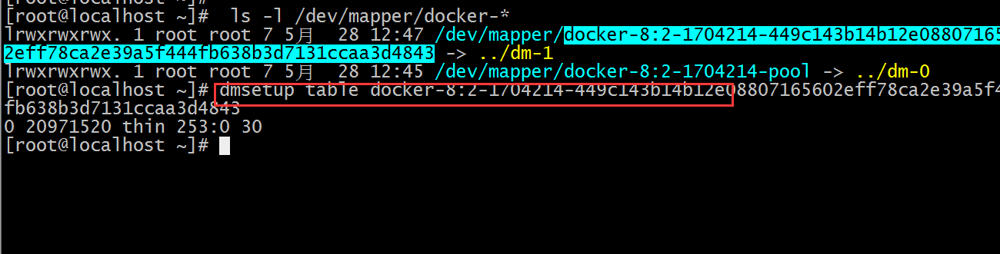 [root@localhost ~]#
[root@localhost ~]#  ls -l /dev/mapper/docker-*
lrwxrwxrwx. 1 root root 7 5月  28 12:47 /dev/mapper/docker-8:2-1704214-449c143b14b12e0880716560
2eff78ca2e39a5f444fb638b3d7131ccaa3d4843 -> ../dm-1
lrwxrwxrwx. 1 root root 7 5月  28 12:45 /dev/mapper/docker-8:2-1704214-pool -> ../dm-0
[root@localhost ~]# dmsetup table docker-8:2-1704214-449c143b14b12e08807165602eff78ca2e39a5f4
fb638b3d7131ccaa3d4843
0 20971520 thin 253:0 30
[root@localhost ~]#